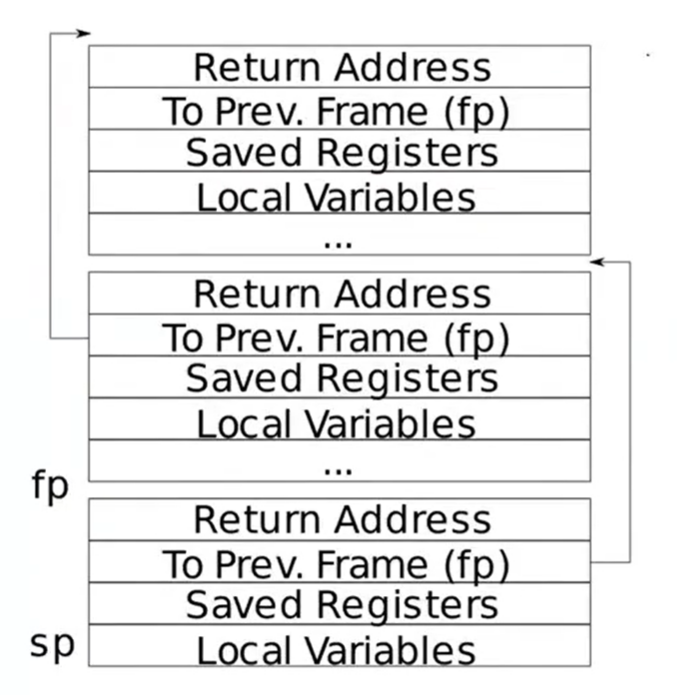 Return Address
To Prev. Frame (fp)
Saved Registers
Local Variables
...
Return Address
To Prev. Frame (fp)
Saved Registers
Local Variables
...
fp
Return Address
To Prev. Frame (fp)
Saved Registers
sp
Local Variables